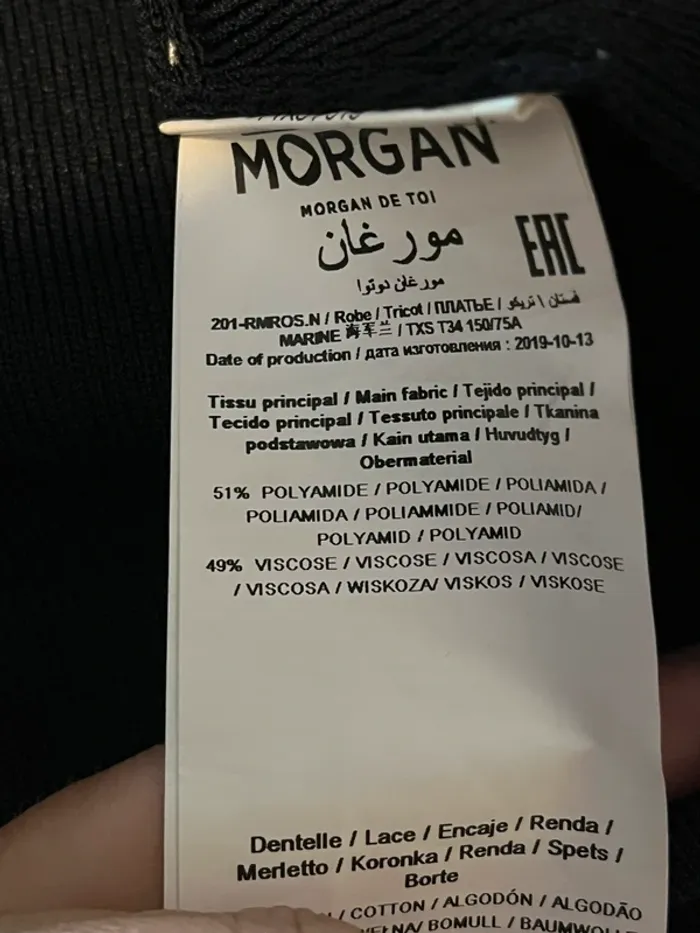 MORGAN
MORGAN DE TOI
مورغان
EAC
مورغان دوتوا
201-RMROS.N / Robe / Tricot / ПЛАТЬЕ / فستان \ تريكو /
MARINE 海军兰 / TXS T34 150/75A
Date of production / дата изготовления : 2019-10-13
Tissu principal / Main fabric / Tejido principal /
Tecido principal / Tessuto principale / Tkanina
podstawowa / Kain utama / Huvudtyg /
Obermaterial
51% POLYAMIDE / POLYAMIDE / POLIAMIDA /
POLIAMIDA / POLIAMMIDE / POLIAMID/
POLYAMID / POLYAMID
49% VISCOSE / VISCOSE / VISCOSA / VISCOSE
/ VISCOSA / WISKOZA/ VISKOS / VISKOSE
Dentelle / Lace / Encaje / Renda /
Merletto / Koronka / Renda / Spets /
Borte
/ COTTON / ALGODÓN / ALGODÃO
/ BOMULL / BAUMWOLLE